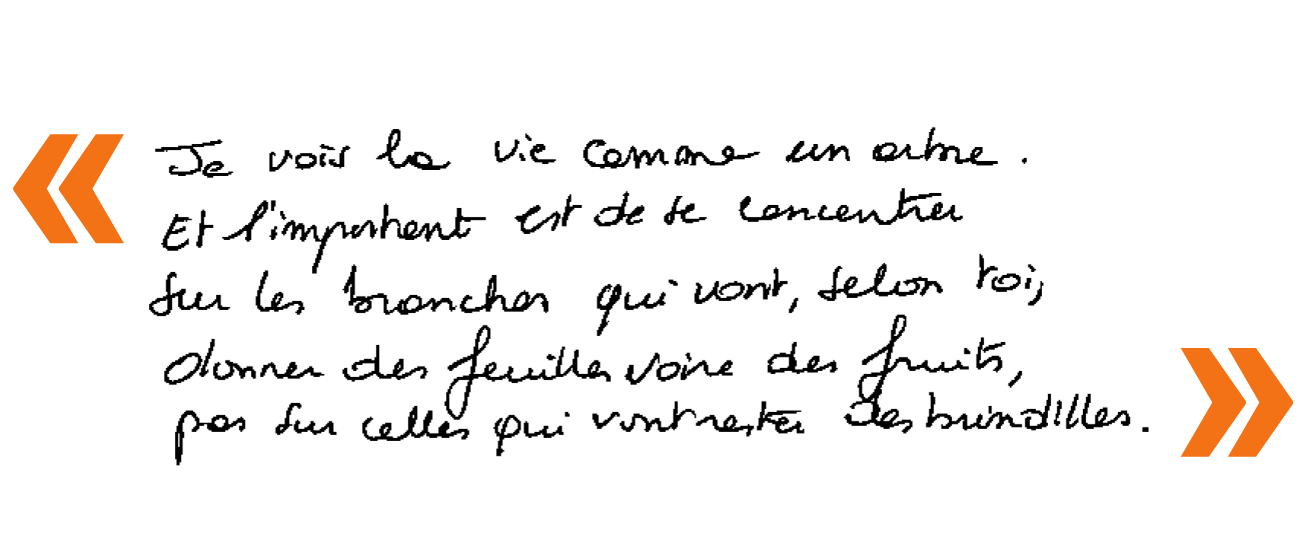 Je vois la vie comme un arbre.
Et l'important est de se concentrer
sur les branches qui vont, selon toi,
donner des feuilles voire des fruits,
pas sur celles qui vont rester des brindilles.